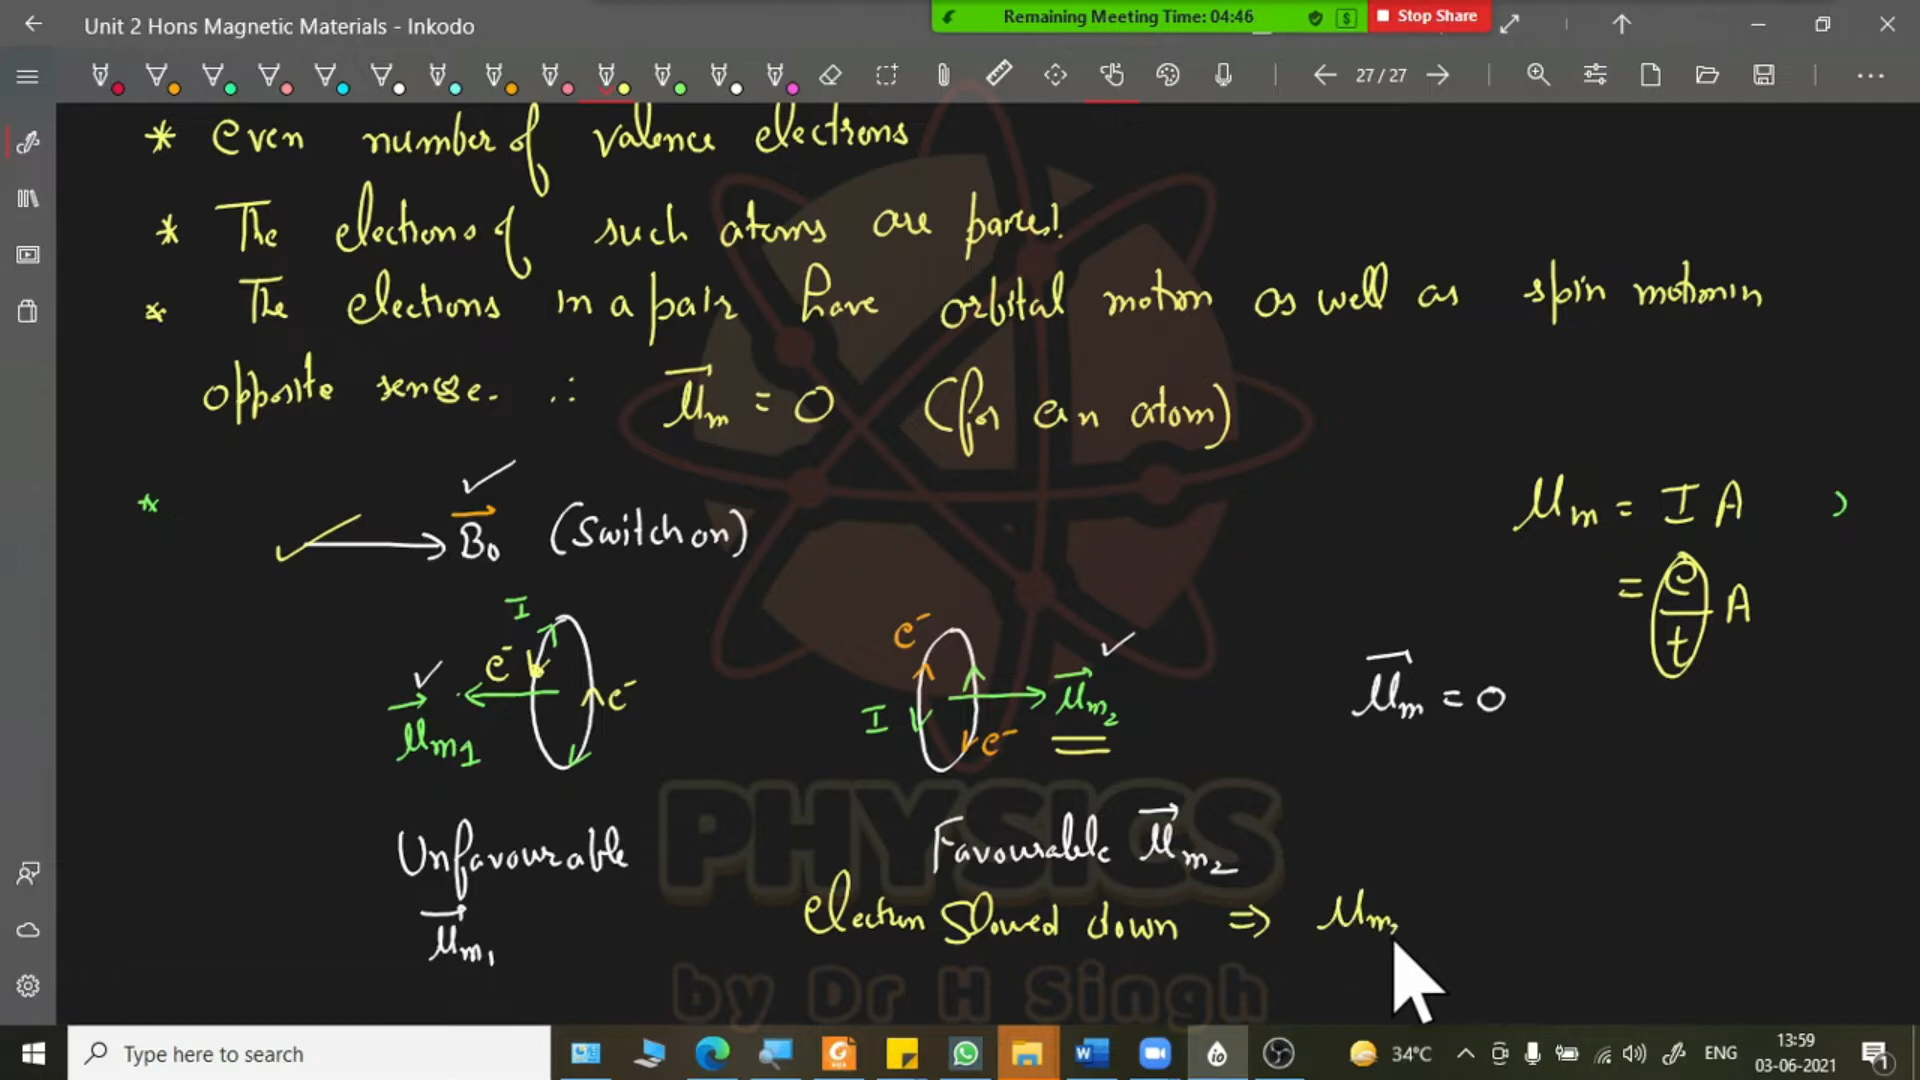 Unit 2 Hons Magnetic Materials - Inkodo
Remaining Meeting Time: 04:46
Stop Share
27 / 27
* Even number of valence electrons
* The electrons of such atoms are
* The electrons in a pair have orbital motion as well as spin motion in
opposite sense. ∴ μ⃗m = 0 (for an atom)
* B⃗0 (Switch on)
μm = I A
= e/t A
I
e⁻
e⁻
μ⃗m1
e⁻
I
e⁻
μ⃗m2
μ⃗m = 0
Unfavourable
μ⃗m1
Favourable μ⃗m2
Electron Slowed down ⇒ μm2
PHYSICS
by Dr H Singh
Type here to search
34°C
ENG
13:59
03-06-2021
1